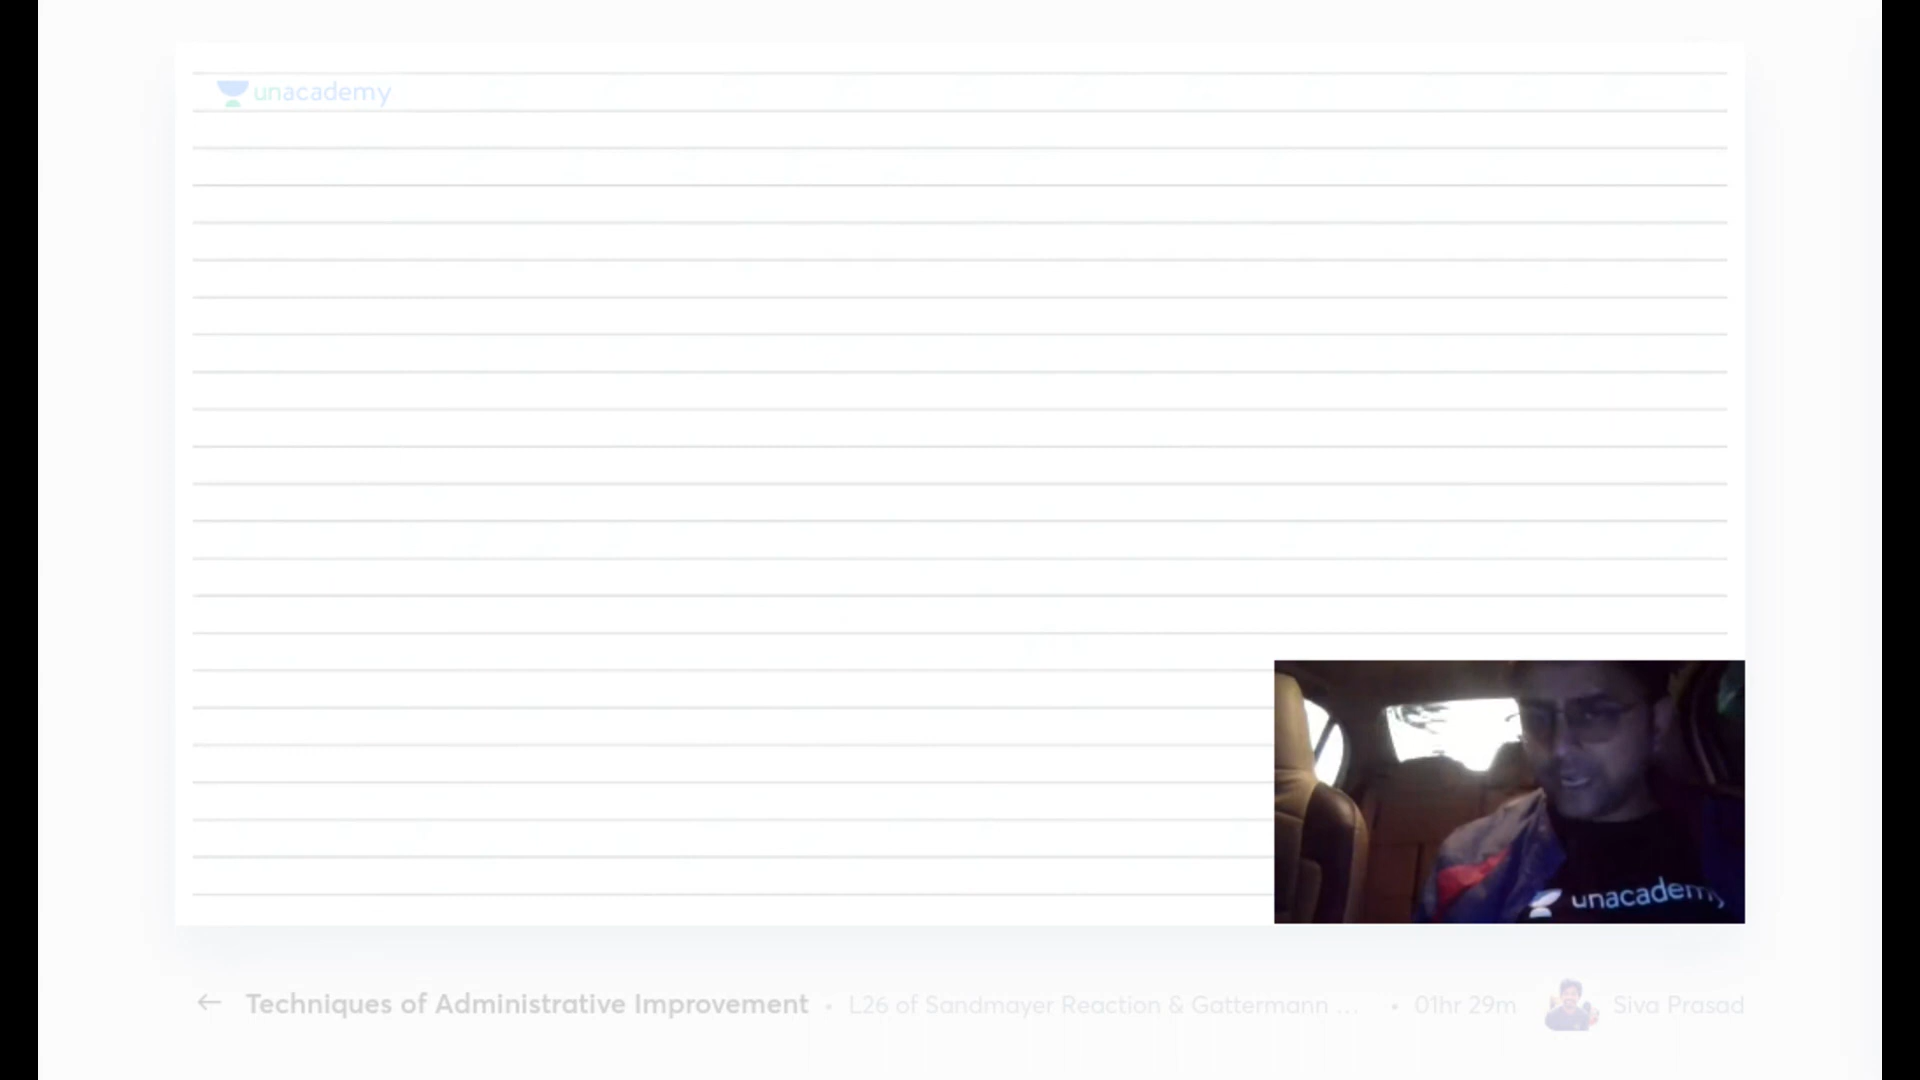 unacademy
unacademy
← Techniques of Administrative Improvement • L26 of Sandmayer Reaction & Gattermann ... • 01hr 29m Siva Prasad